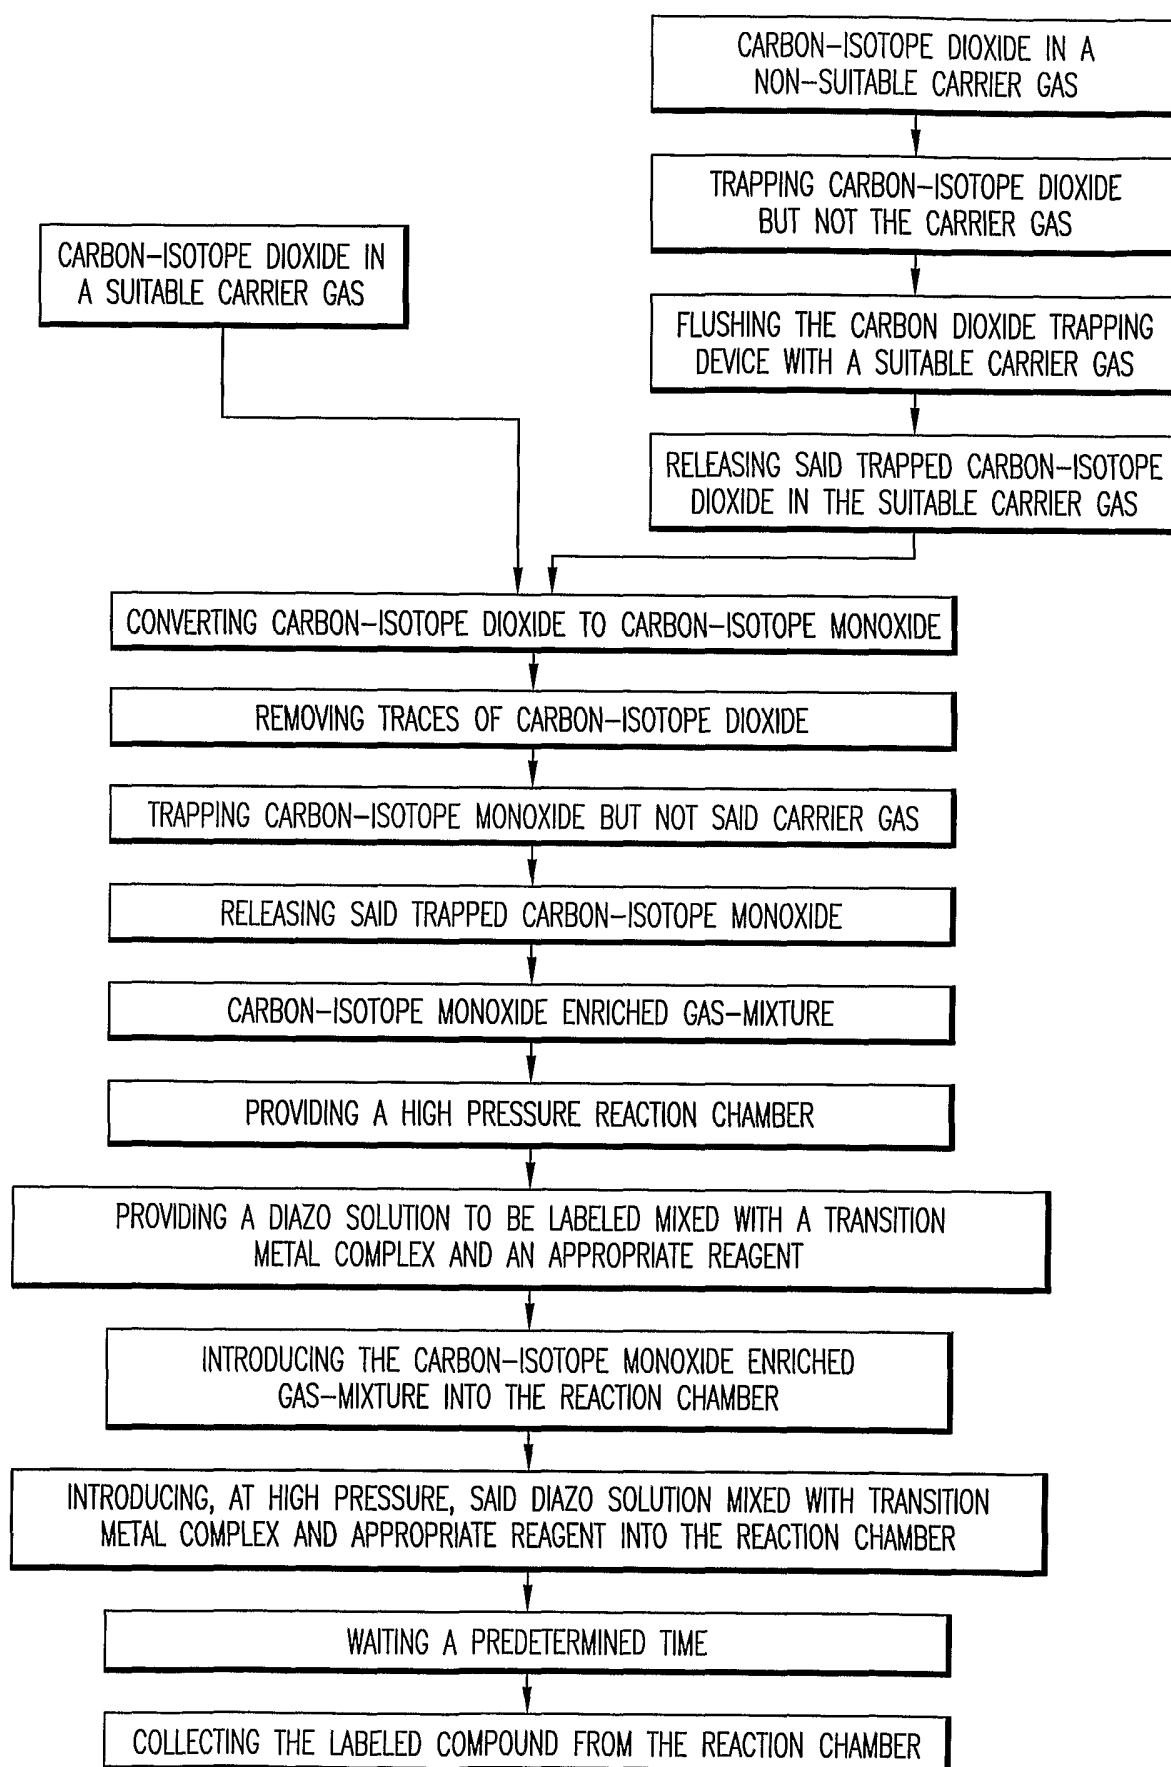 CARBON-ISOTOPE DIOXIDE IN A
NON-SUITABLE CARRIER GAS
TRAPPING CARBON-ISOTOPE DIOXIDE
BUT NOT THE CARRIER GAS
CARBON-ISOTOPE DIOXIDE IN
A SUITABLE CARRIER GAS
FLUSHING THE CARBON DIOXIDE TRAPPING
DEVICE WITH A SUITABLE CARRIER GAS
RELEASING SAID TRAPPED CARBON-ISOTOPE
DIOXIDE IN THE SUITABLE CARRIER GAS
CONVERTING CARBON-ISOTOPE DIOXIDE TO CARBON-ISOTOPE MONOXIDE
REMOVING TRACES OF CARBON-ISOTOPE DIOXIDE
TRAPPING CARBON-ISOTOPE MONOXIDE BUT NOT SAID CARRIER GAS
RELEASING SAID TRAPPED CARBON-ISOTOPE MONOXIDE
CARBON-ISOTOPE MONOXIDE ENRICHED GAS-MIXTURE
PROVIDING A HIGH PRESSURE REACTION CHAMBER
PROVIDING A DIAZO SOLUTION TO BE LABELED MIXED WITH A TRANSITION
METAL COMPLEX AND AN APPROPRIATE REAGENT
INTRODUCING THE CARBON-ISOTOPE MONOXIDE ENRICHED
GAS-MIXTURE INTO THE REACTION CHAMBER
INTRODUCING, AT HIGH PRESSURE, SAID DIAZO SOLUTION MIXED WITH TRANSITION
METAL COMPLEX AND APPROPRIATE REAGENT INTO THE REACTION CHAMBER
WAITING A PREDETERMINED TIME
COLLECTING THE LABELED COMPOUND FROM THE REACTION CHAMBER